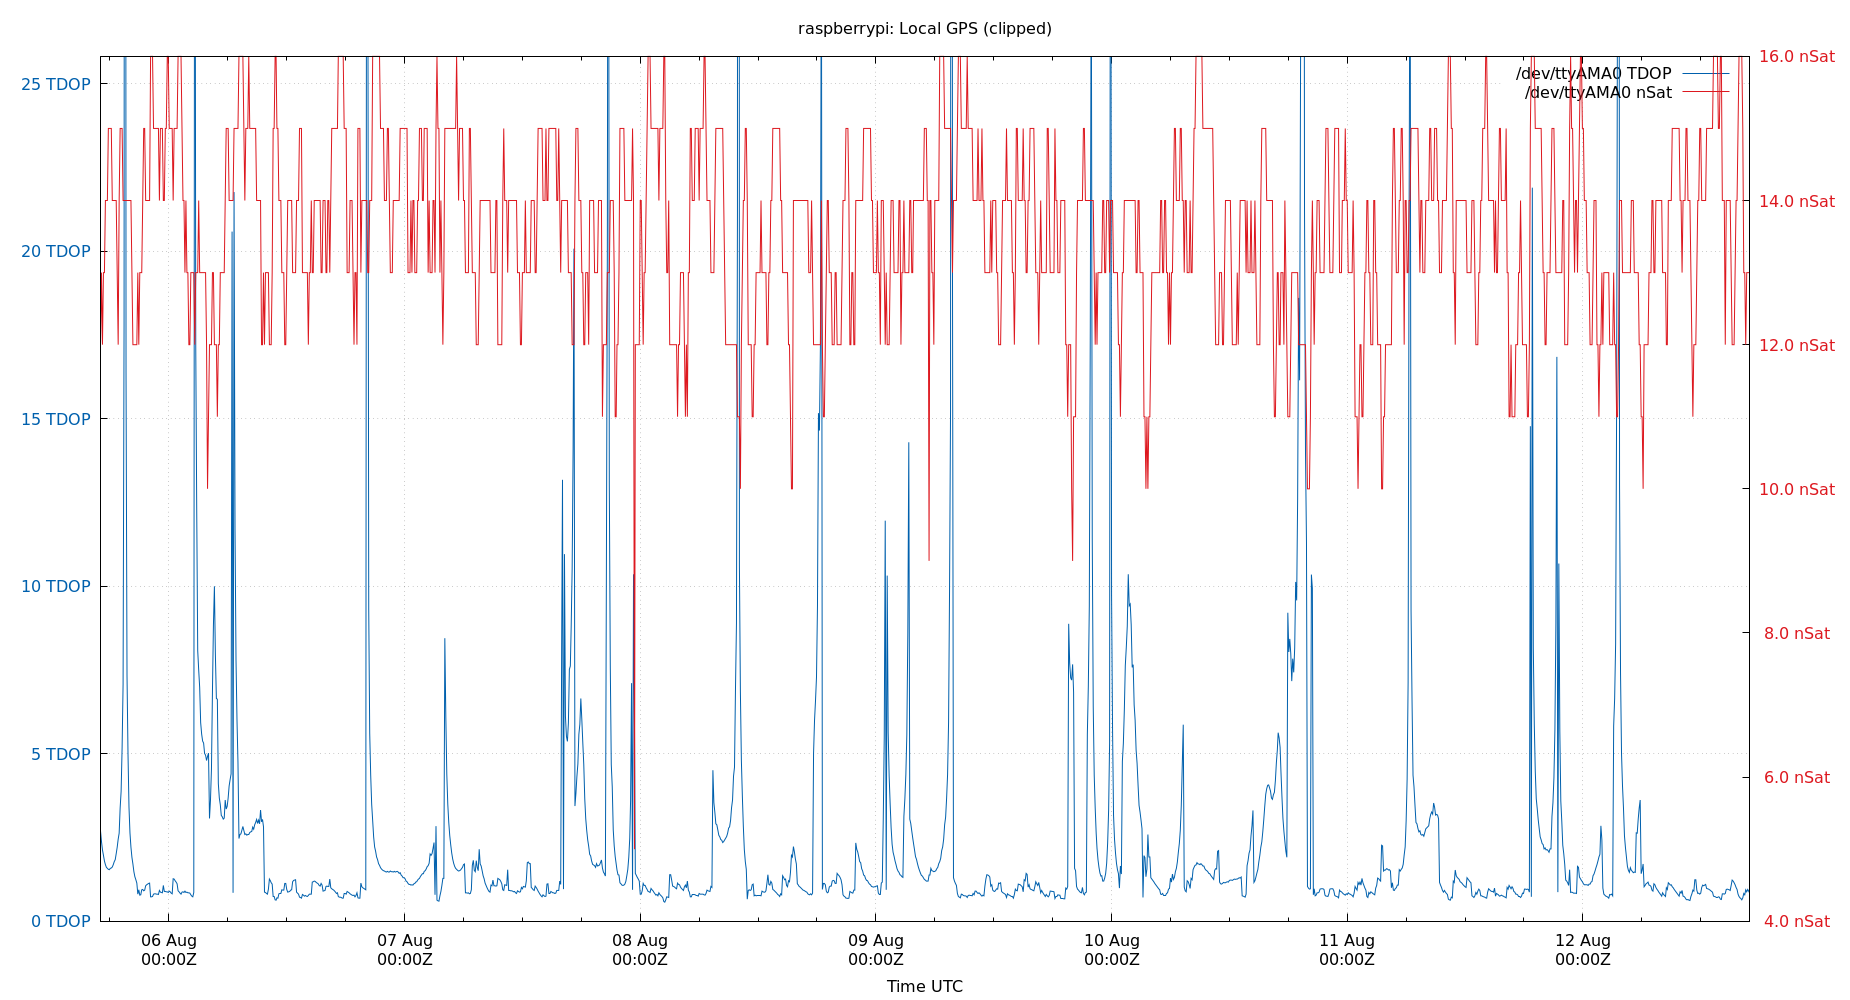 raspberrypi: Local GPS (clipped)
/dev/ttyAMA0 TDOP
/dev/ttyAMA0 nSat
25 TDOP
20 TDOP
15 TDOP
10 TDOP
5 TDOP
0 TDOP
16.0 nSat
14.0 nSat
12.0 nSat
10.0 nSat
8.0 nSat
6.0 nSat
4.0 nSat
06 Aug
00:00Z
07 Aug
00:00Z
08 Aug
00:00Z
09 Aug
00:00Z
10 Aug
00:00Z
11 Aug
00:00Z
12 Aug
00:00Z
Time UTC